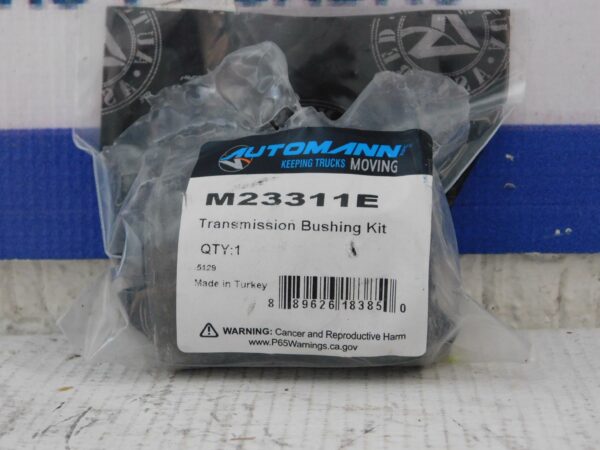 AUTOMANN
KEEPING TRUCKS MOVING
M23311E
Transmission Bushing Kit
QTY:1
5129
Made in Turkey
8 89626 18385 0
WARNING: Cancer and Reproductive Harm
www.P65Warnings.ca.gov